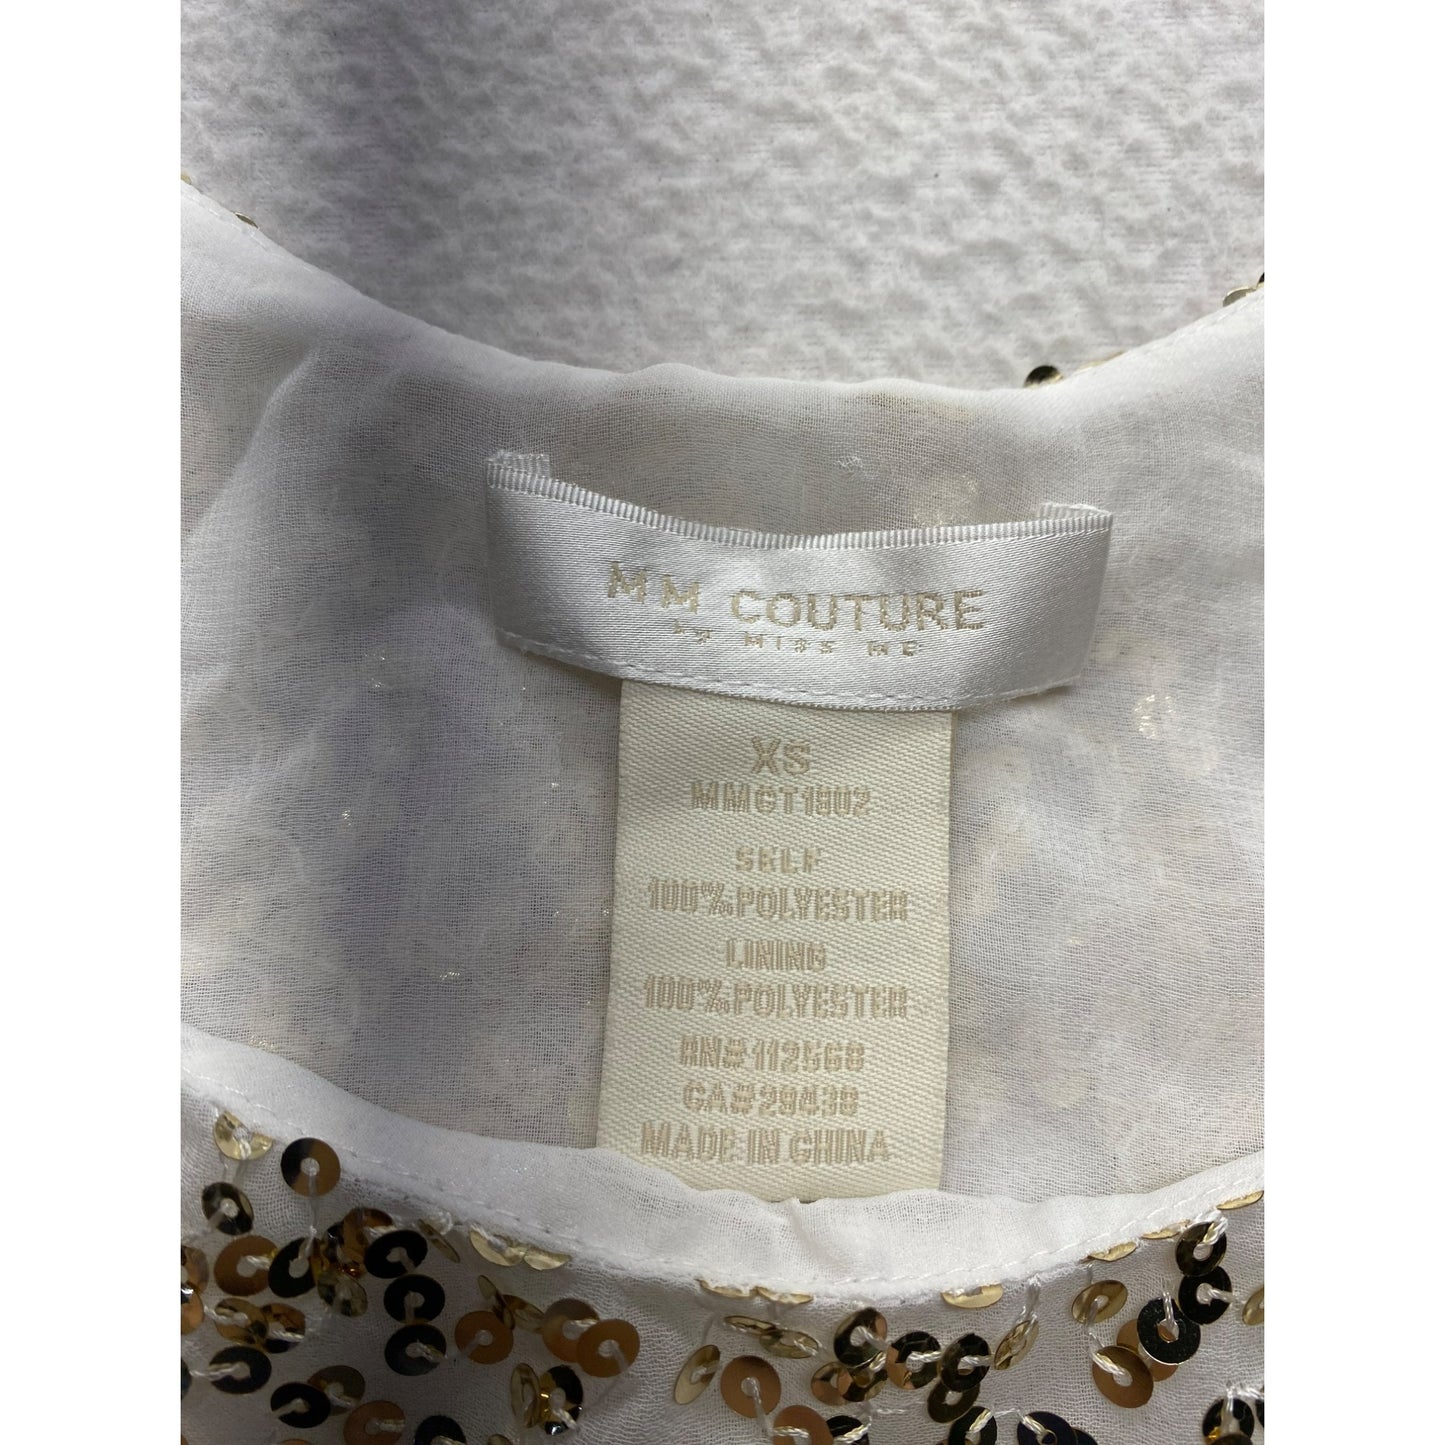 MM COUTURE
BY MISS ME
XS
MMCT1802
SELF
100%POLYESTER
LINING
100%POLYESTER
RN#112568
CA#29438
MADE IN CHINA